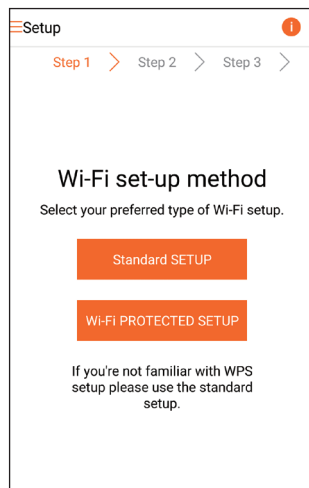 Setup
i
Step 1 Step 2 Step 3
Wi-Fi set-up method
Select your preferred type of Wi-Fi setup.
Standard SETUP
Wi-Fi PROTECTED SETUP
If you're not familiar with WPS
setup please use the standard
setup.